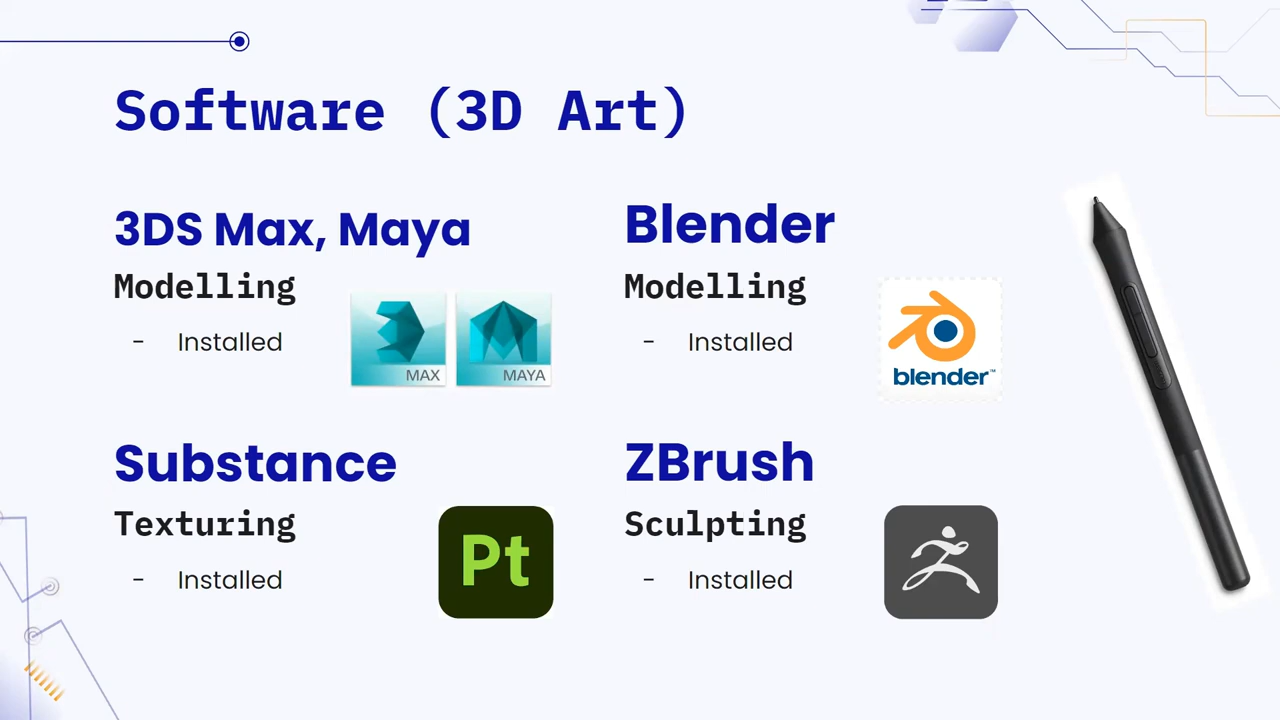 Software (3D Art)
3DS Max, Maya
Modelling
- Installed
MAX
MAYA
Blender
Modelling
- Installed
blender™
Substance
Texturing
- Installed
Pt
ZBrush
Sculpting
- Installed